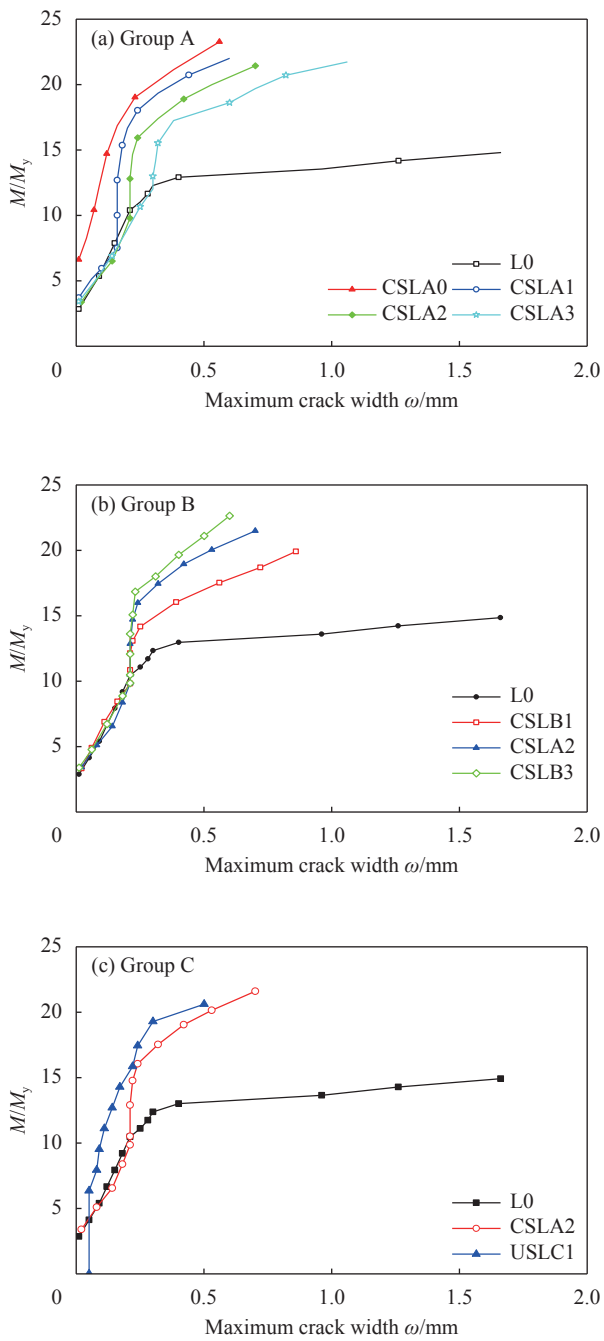 25
(a) Group A
20
15
M/My
10
L0
5
CSLA0 CSLA1
CSLA2 CSLA3
0 0.5 1.0 1.5 2.0
Maximum crack width ω/mm
25
(b) Group B
20
15
M/My
10
L0
CSLB1
5
CSLA2
CSLB3
0 0.5 1.0 1.5 2.0
Maximum crack width ω/mm
25
(c) Group C
20
15
M/My
10
L0
5
CSLA2
USLC1
0 0.5 1.0 1.5 2.0
Maximum crack width ω/mm